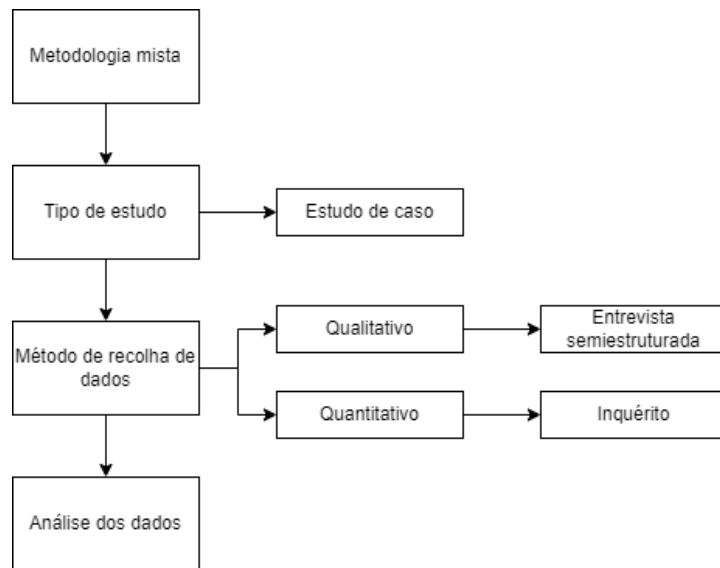 Metodologia mista
Tipo de estudo
Estudo de caso
Método de recolha de
dados
Qualitativo
Entrevista
semiestruturada
Quantitativo
Inquérito
Análise dos dados